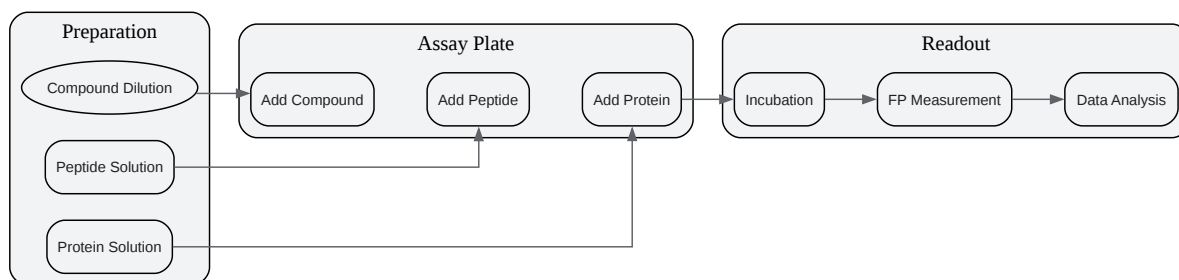 Preparation
Compound Dilution
Peptide Solution
Protein Solution
Assay Plate
Add Compound
Add Peptide
Add Protein
Readout
Incubation
FP Measurement
Data Analysis